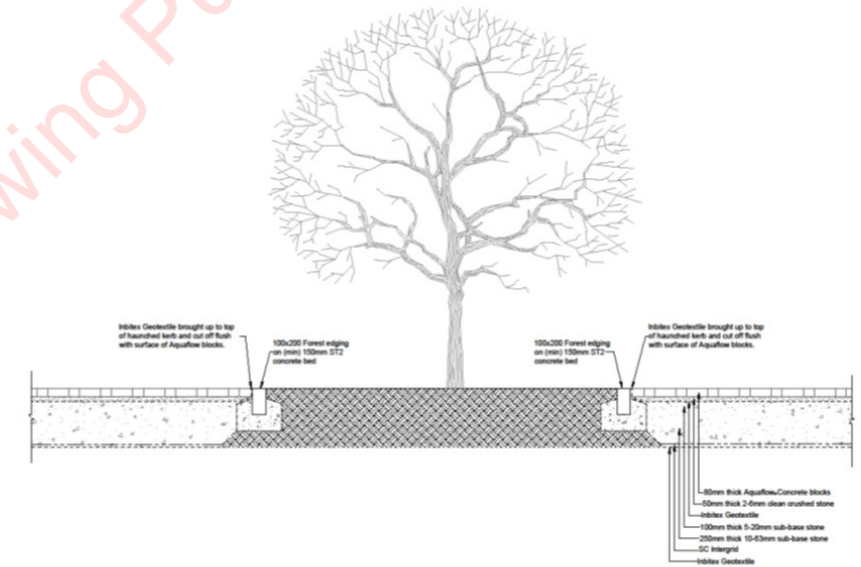 wing Pu
Inbitex Geotextile brought up to top
of haunched kerb and cut off flush
with surface of Aquaflow blocks.
100x200 Forest edging
on (min) 150mm ST2
concrete bed
100x200 Forest edging
on (min) 150mm ST2
concrete bed
Inbitex Geotextile brought up to top
of haunched kerb and cut off flush
with surface of Aquaflow blocks.
80mm thick Aquaflow Concrete blocks
50mm thick 2-6mm clean crushed stone
Inbitex Geotextile
100mm thick 5-20mm sub-base stone
250mm thick 10-63mm sub-base stone
SC Intergrid
Inbitex Geotextile